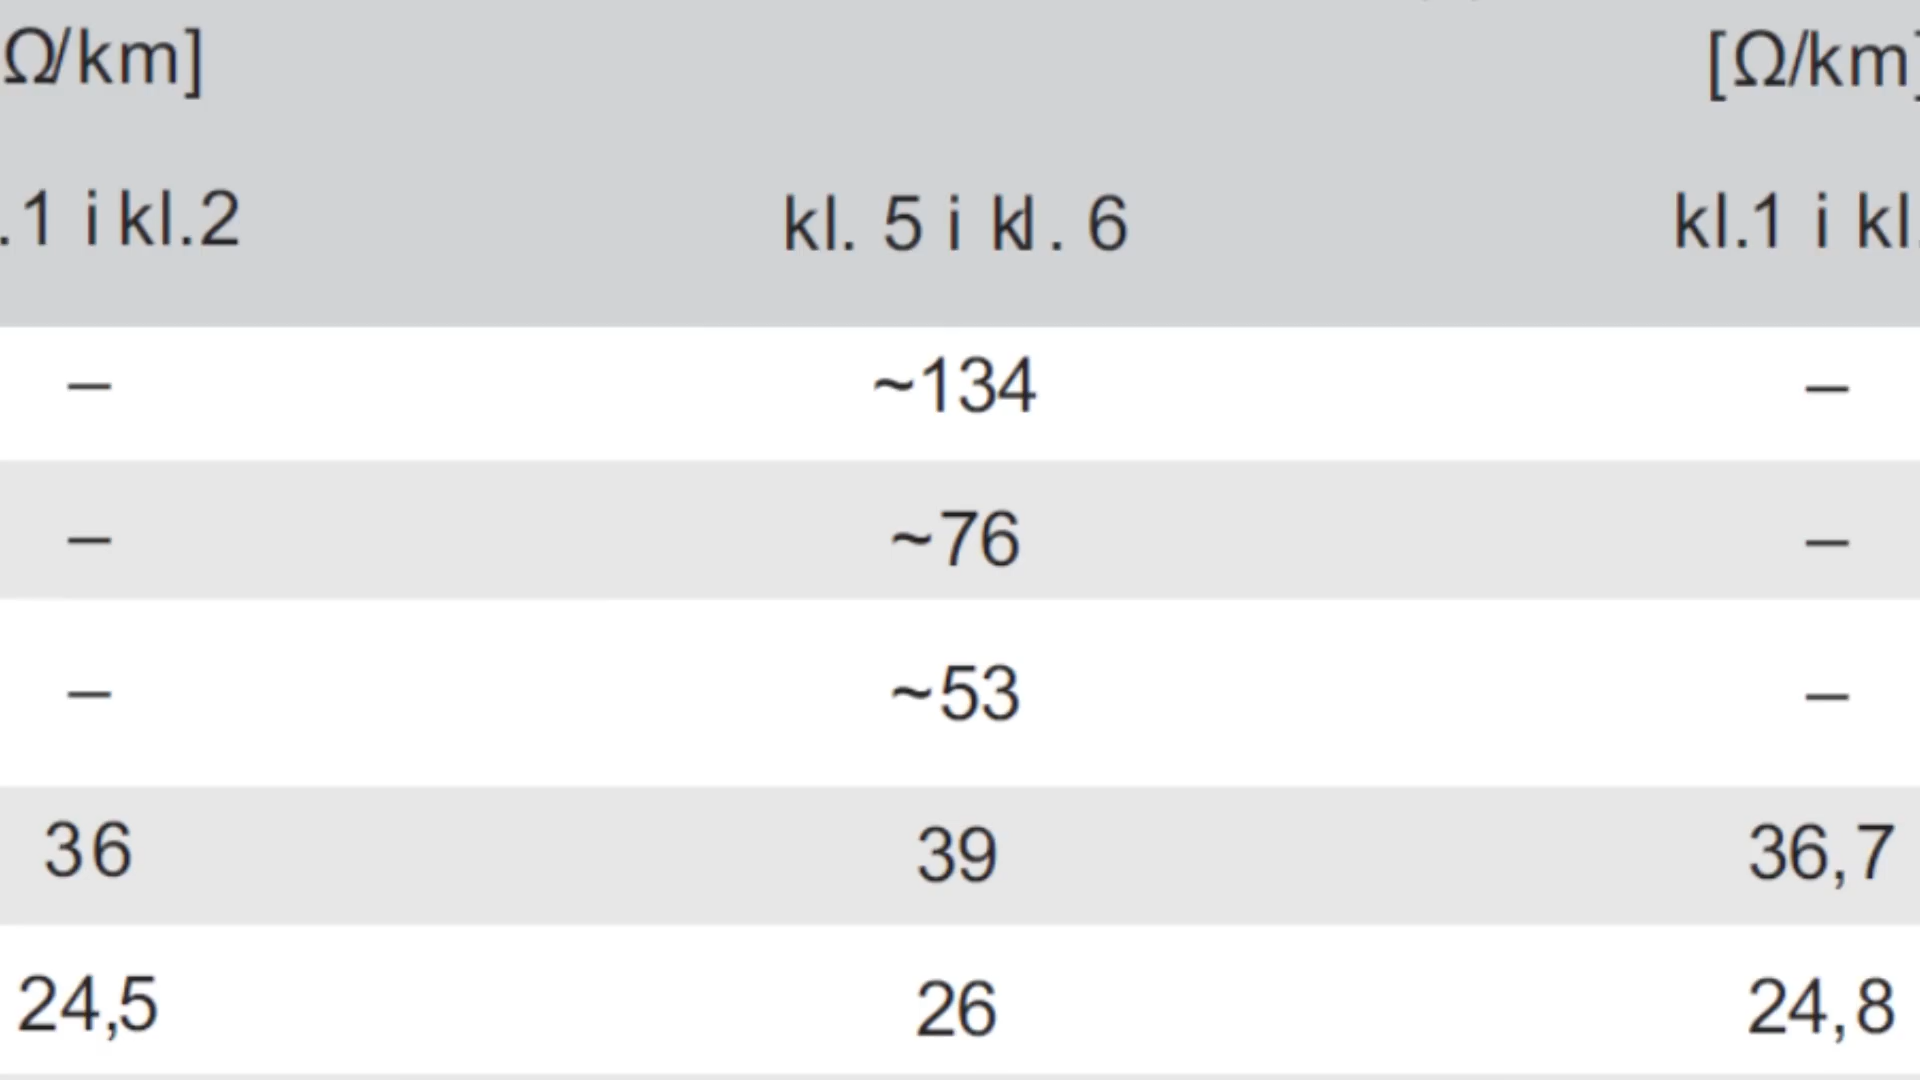 Ω/km] [Ω/km]
.1 i kl.2 kl. 5 i kl. 6 kl.1 i kl.
– ~134 –
– ~76 –
– ~53 –
36 39 36,7
24,5 26 24,8